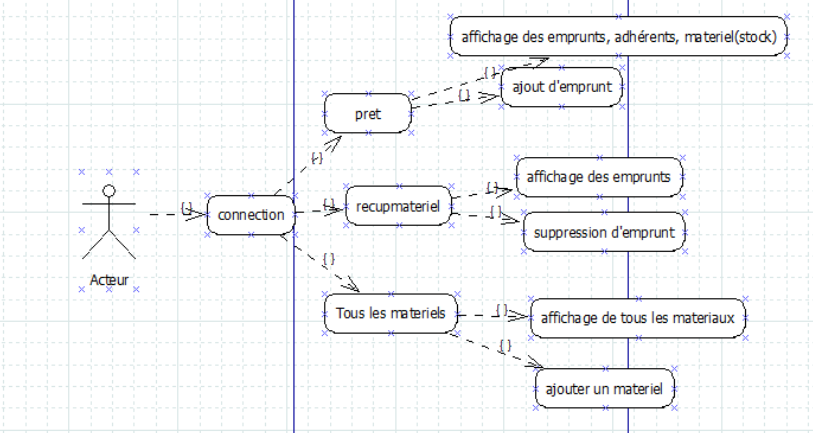 affichage des emprunts, adhérents, materiel(stock)
{ }
ajout d'emprunt
{ }
pret
{ }
affichage des emprunts
{ }
{ }
connection
{ }
recupmateriel
{ }
suppression d'emprunt
{ }
Acteur
Tous les materiels
{ }
affichage de tous les materiaux
{ }
ajouter un materiel